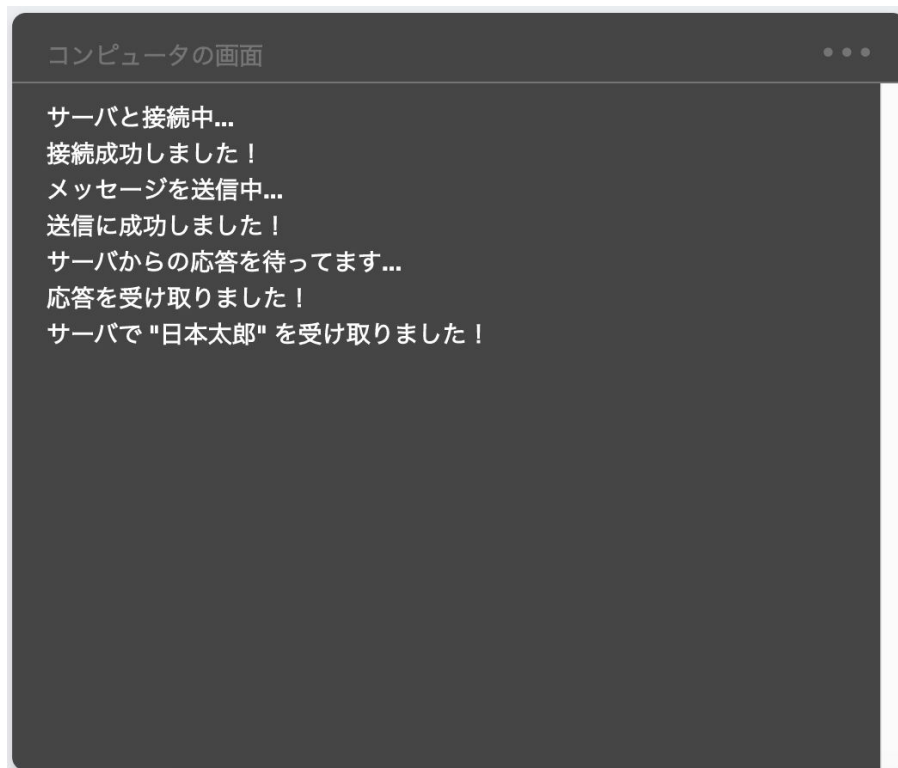 コンピュータの画面
サーバと接続中...
接続成功しました！
メッセージを送信中...
送信に成功しました！
サーバからの応答を待ってます...
応答を受け取りました！
サーバで "日本太郎" を受け取りました！